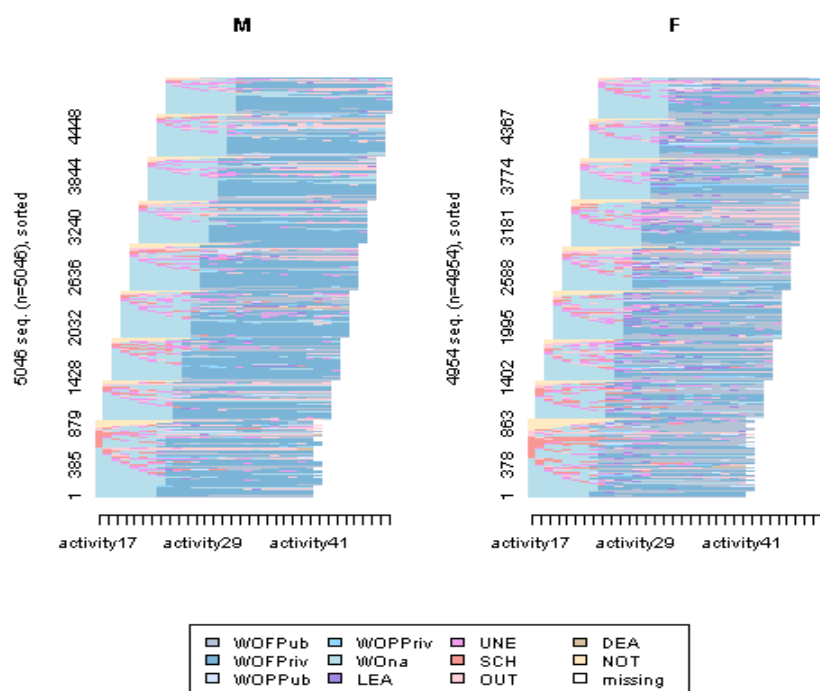 M
F
5046 seq. (n=5046), sorted
4448
3844
3240
2636
2032
1428
879
385
1
4954 seq. (n=4954), sorted
4367
3774
3181
2588
1995
1402
863
378
1
activity17 activity29 activity41
activity17 activity29 activity41
WOFPub WOPPriv UNE DEA
WOFPriv WOna SCH NOT
WOPPub LEA OUT missing